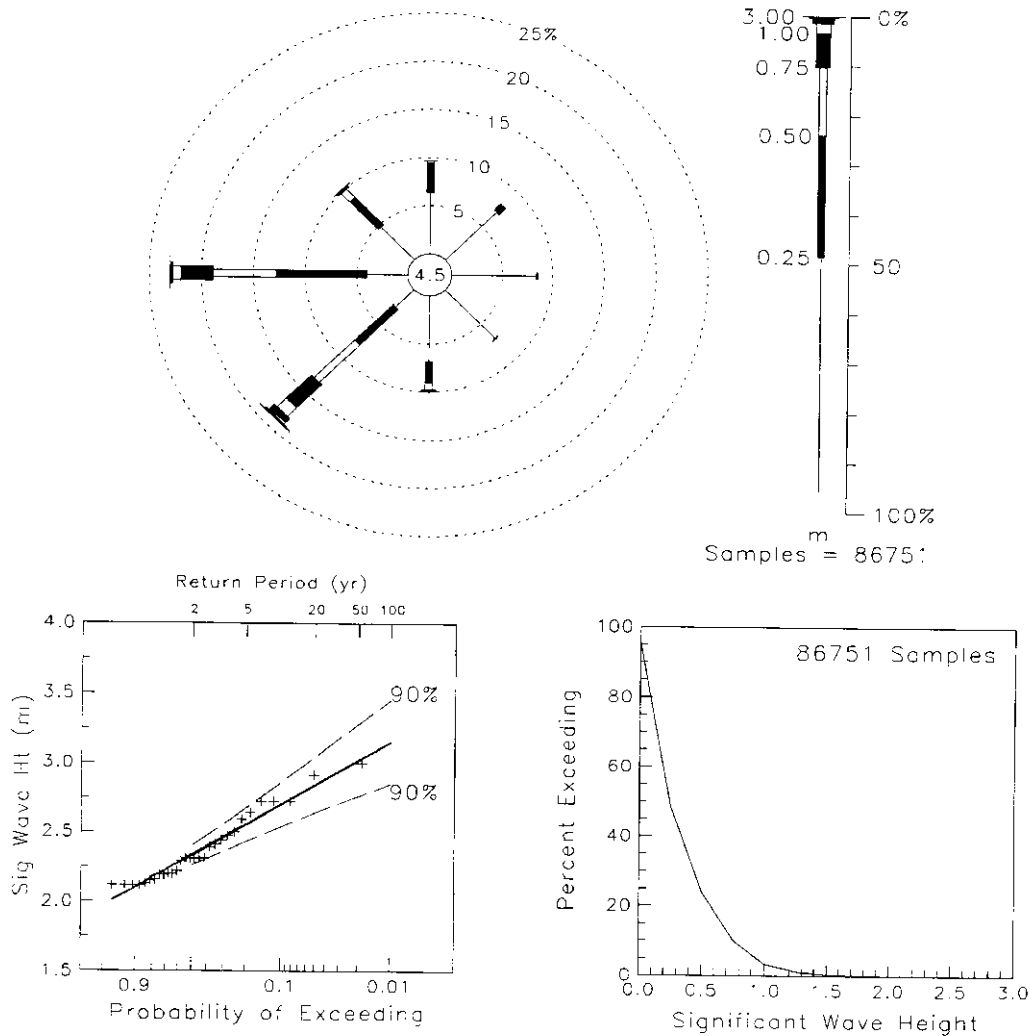 25%
20
15
10
5
4.5
3.00
1.00
0.75
0.50
0.25
0%
50
100%
m
Samples = 86751
Return Period (yr)
2 5 10 20 50 100
4.0
3.5
3.0
2.5
2.0
1.5
Sig Wave Ht (m)
90%
90%
0.9 0.1 0.01
Probability of Exceeding
100
80
60
40
20
0
Percent Exceeding
86751 Samples
0.0 0.5 1.0 1.5 2.0 2.5 3.0
Significant Wave Height